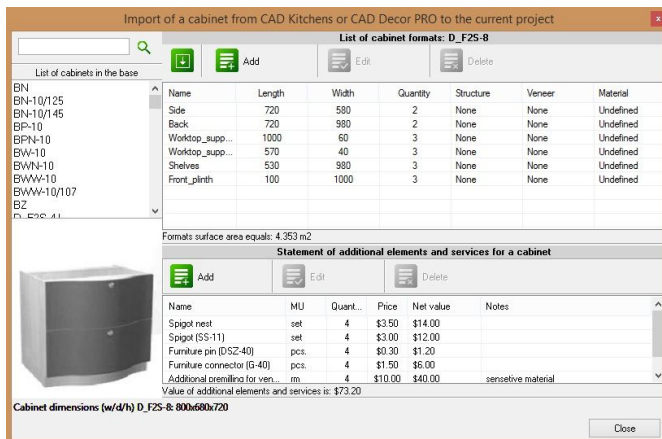 Import of a cabinet from CAD Kitchens or CAD Decor PRO to the current project
x
List of cabinets in the base
BN
BN-10/125
BN-10/145
BP-10
BPN-10
BW-10
BWN-10
BWW-10
BWW-10/107
BZ
List of cabinet formats: D_F2S-8
Add Edit Delete
Name Length Width Quantity Structure Veneer Material
Side 720 580 2 None None Undefined
Back 720 980 2 None None Undefined
Worktop_supp... 1000 60 3 None None Undefined
Worktop_supp... 570 40 3 None None Undefined
Shelves 530 980 3 None None Undefined
Front_plinth 100 1000 3 None None Undefined
Formats surface area equals: 4.353 m2
Statement of additional elements and services for a cabinet
Add Edit Delete
Name MU Quant... Price Net value Notes
Spigot nest set 4 $3.50 $14.00
Spigot (SS-11) set 4 $3.00 $12.00
Furniture pin (DSZ-40) pcs. 4 $0.30 $1.20
Furniture connector (G-40) pcs. 4 $1.50 $6.00
Additional premilling for ven... rm 4 $10.00 $40.00 sensetive material
Value of additional elements and services is: $73.20
Cabinet dimensions (w/d/h) D_F2S-8: 800x680x720
Close